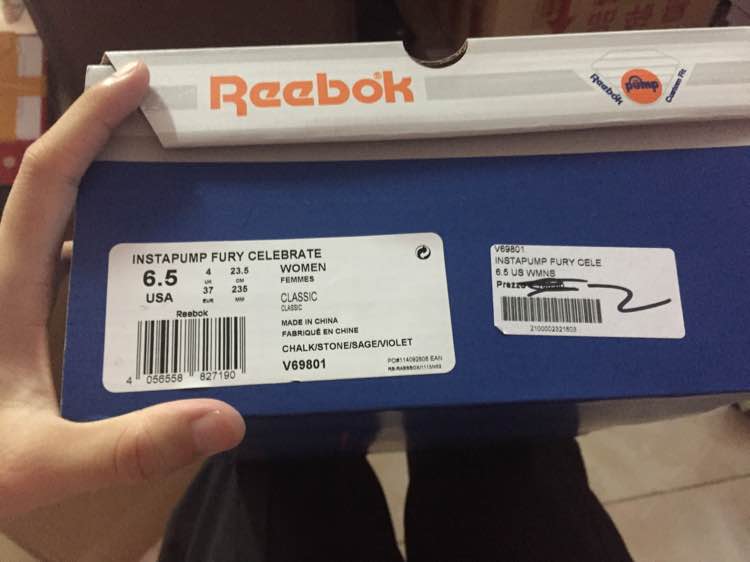 Reebok
Reebok pump Custom Fit
INSTAPUMP FURY CELEBRATE
6.5 4 23.5 WOMEN
UK CM FEMMES
USA 37 235 CLASSIC
EUR MM CLASSIC
Reebok
MADE IN CHINA
FABRIQUÉ EN CHINE
CHALK/STONE/SAGE/VIOLET
V69801
4 056558 827190
V69801
INSTAPUMP FURY CELE
6.5 US WMNS
Prezzo
2100002321803